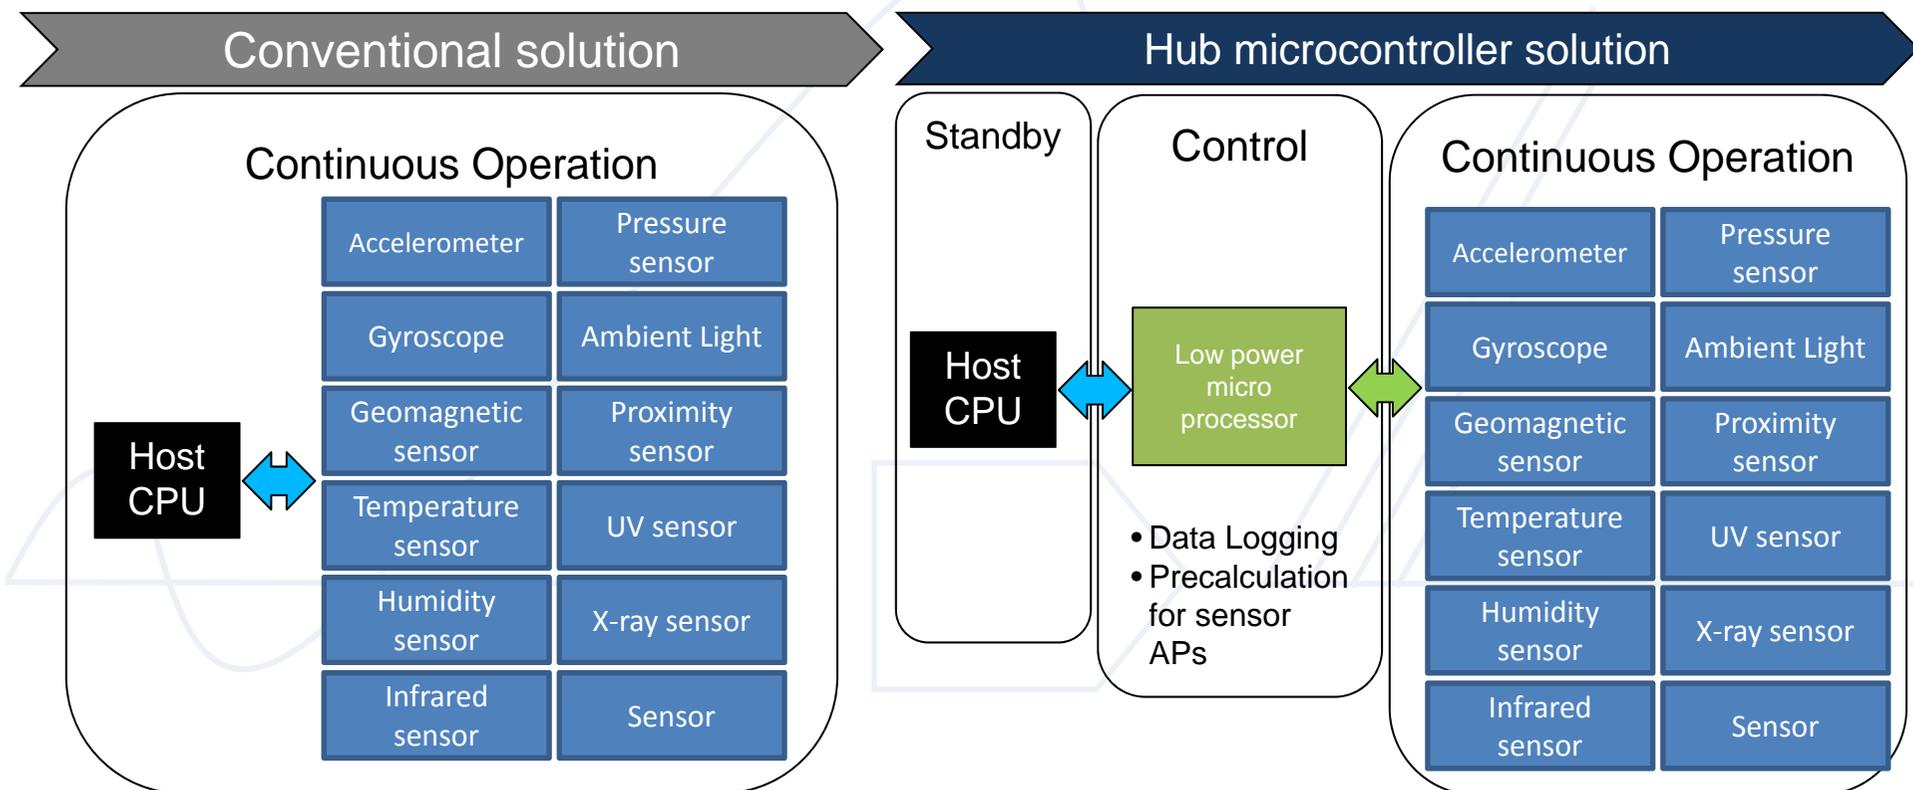 Conventional solution
Continuous Operation
Host
CPU
Accelerometer
Pressure
sensor
Gyroscope
Ambient Light
Geomagnetic
sensor
Proximity
sensor
Temperature
sensor
UV sensor
Humidity
sensor
X-ray sensor
Infrared
sensor
Sensor
Hub microcontroller solution
Standby
Host
CPU
Control
Low power
micro
processor
• Data Logging
• Precalculation
for sensor
APs
Continuous Operation
Accelerometer
Pressure
sensor
Gyroscope
Ambient Light
Geomagnetic
sensor
Proximity
sensor
Temperature
sensor
UV sensor
Humidity
sensor
X-ray sensor
Infrared
sensor
Sensor